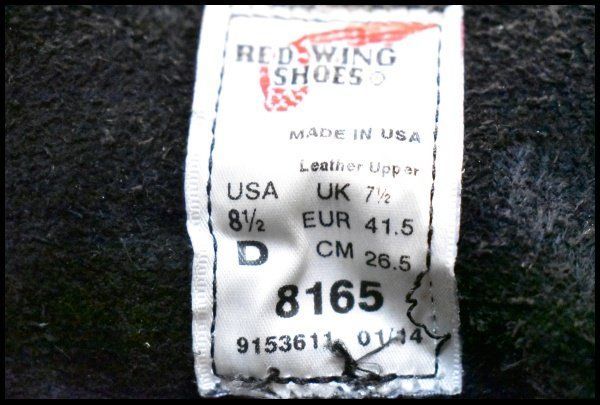 RED WING
SHOES
MADE IN USA
Leather Upper
USA UK 7½
8½ EUR 41.5
D CM 26.5
8165
9153611 01/14